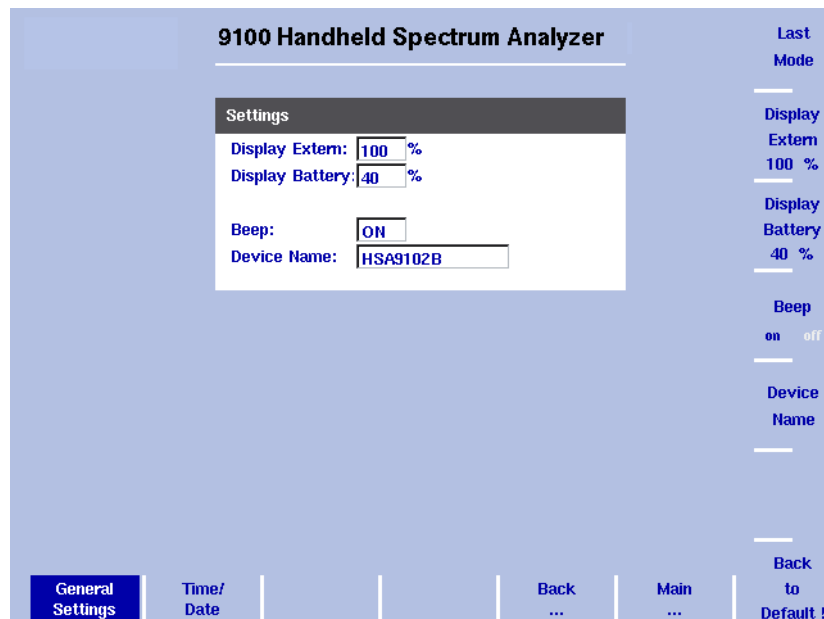 9100 Handheld Spectrum Analyzer
Settings
Display Extern: 100 %
Display Battery: 40 %
Beep: ON
Device Name: HSA9102B
Last
Mode
Display
Extern
100 %
Display
Battery
40 %
Beep
on off
Device
Name
Back
to
Default !
General
Settings
Time/
Date
Back
...
Main
...